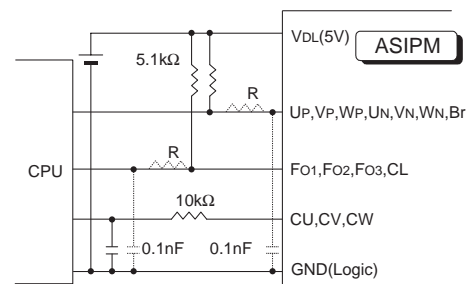 VDL(5V)
ASIPM
5.1kΩ
R
UP,VP,WP,UN,VN,WN,Br
R
CPU
FO1,FO2,FO3,CL
10kΩ
CU,CV,CW
0.1nF
0.1nF
GND(Logic)